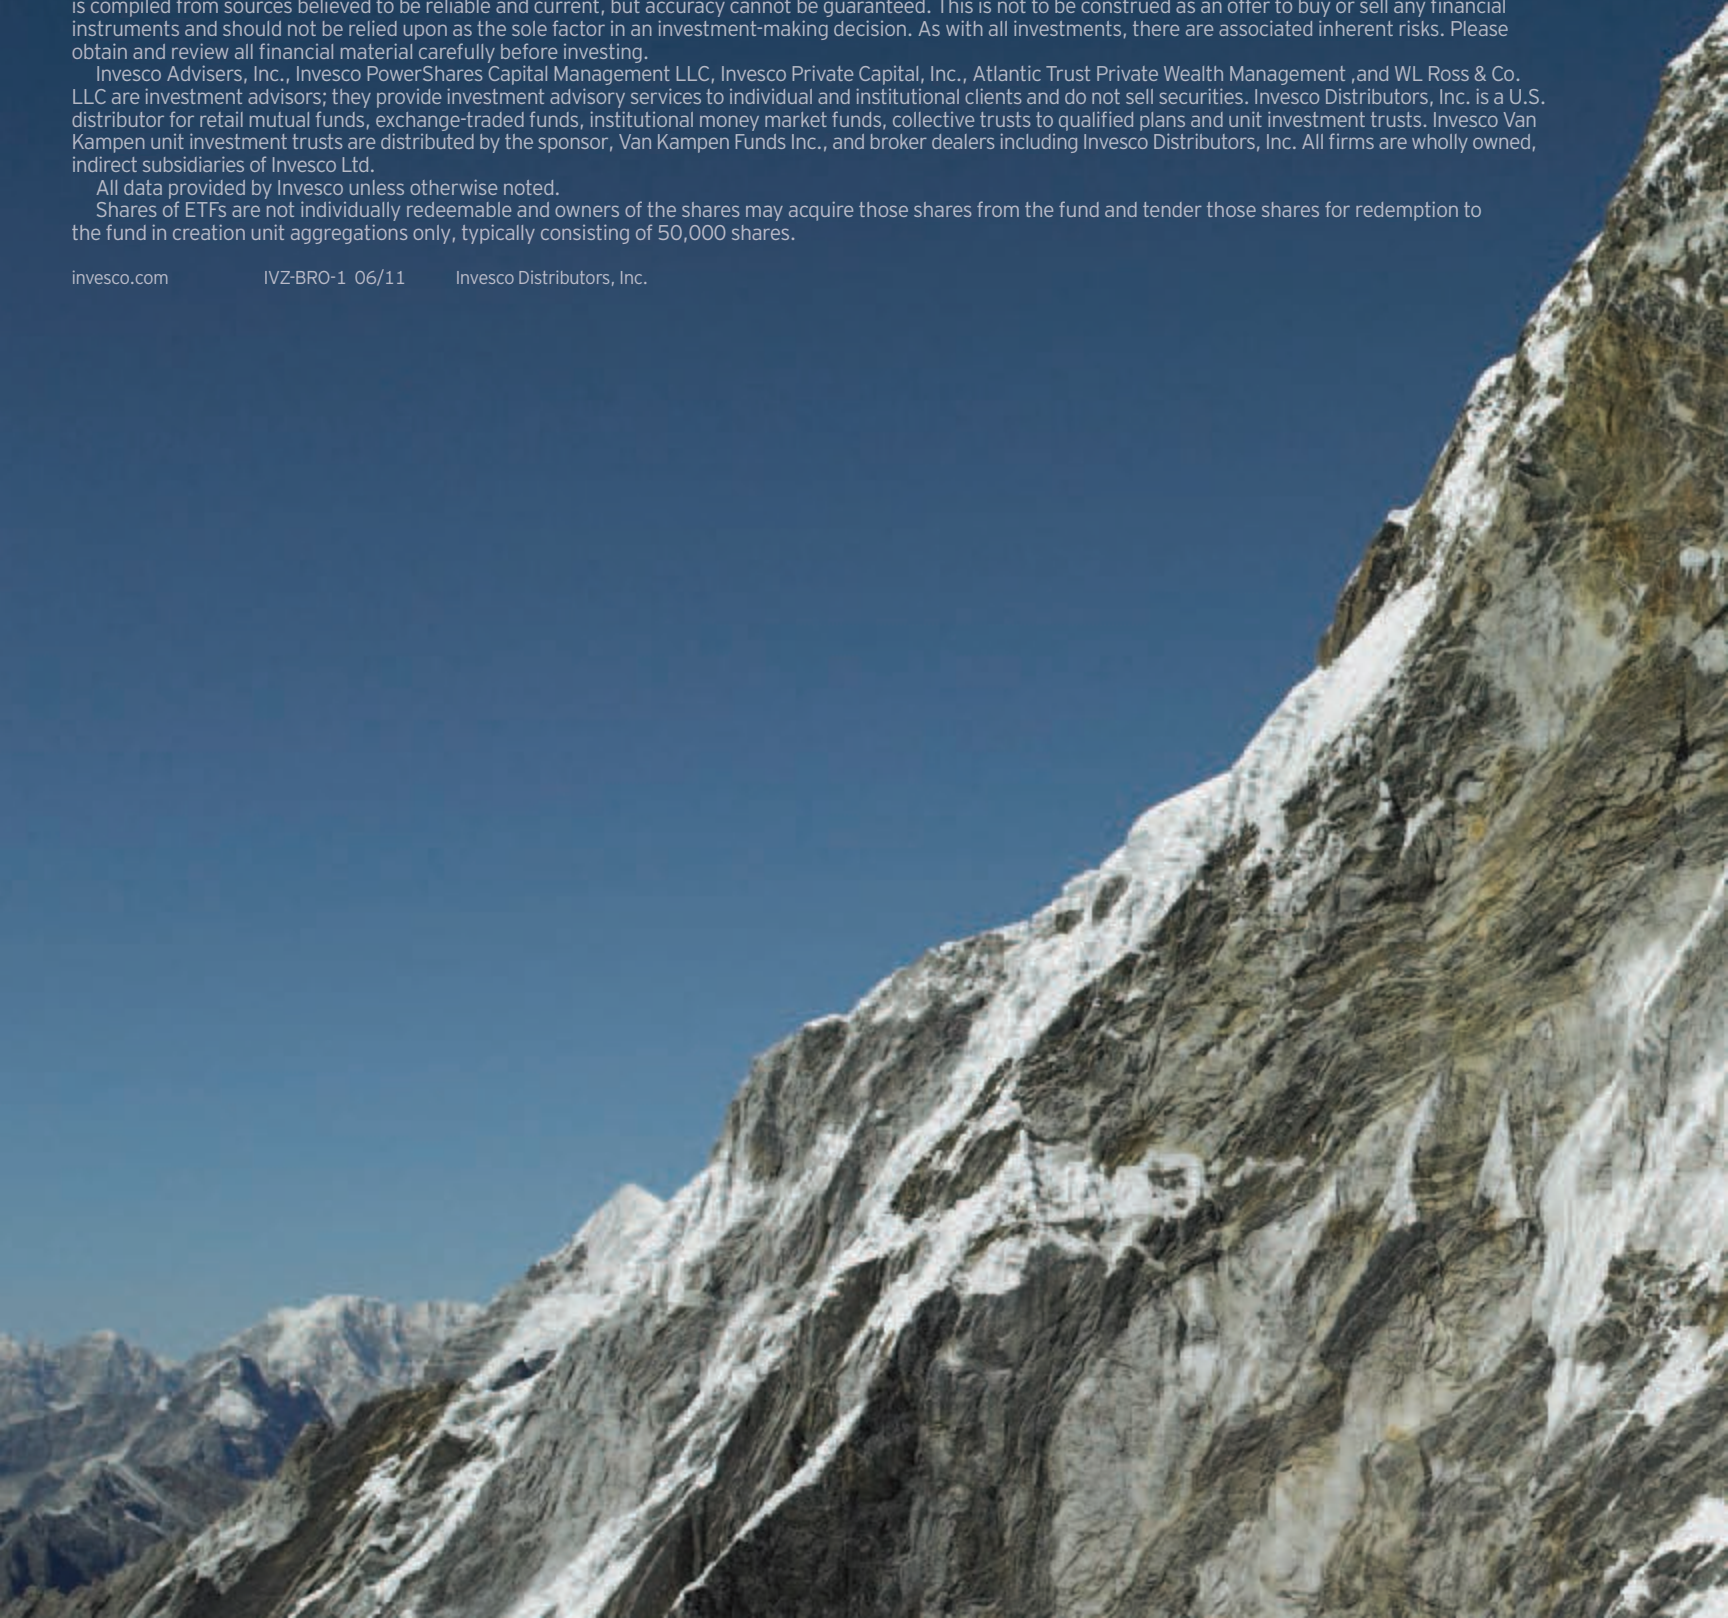 is compiled from sources believed to be reliable and current, but accuracy cannot be guaranteed. This is not to be construed as an offer to buy or sell any financial
instruments and should not be relied upon as the sole factor in an investment-making decision. As with all investments, there are associated inherent risks. Please
obtain and review all financial material carefully before investing.
Invesco Advisers, Inc., Invesco PowerShares Capital Management LLC, Invesco Private Capital, Inc., Atlantic Trust Private Wealth Management ,and WL Ross & Co.
LLC are investment advisors; they provide investment advisory services to individual and institutional clients and do not sell securities. Invesco Distributors, Inc. is a U.S.
distributor for retail mutual funds, exchange-traded funds, institutional money market funds, collective trusts to qualified plans and unit investment trusts. Invesco Van
Kampen unit investment trusts are distributed by the sponsor, Van Kampen Funds Inc., and broker dealers including Invesco Distributors, Inc. All firms are wholly owned,
indirect subsidiaries of Invesco Ltd.
All data provided by Invesco unless otherwise noted.
Shares of ETFs are not individually redeemable and owners of the shares may acquire those shares from the fund and tender those shares for redemption to
the fund in creation unit aggregations only, typically consisting of 50,000 shares.
invesco.com IVZ-BRO-1 06/11 Invesco Distributors, Inc.